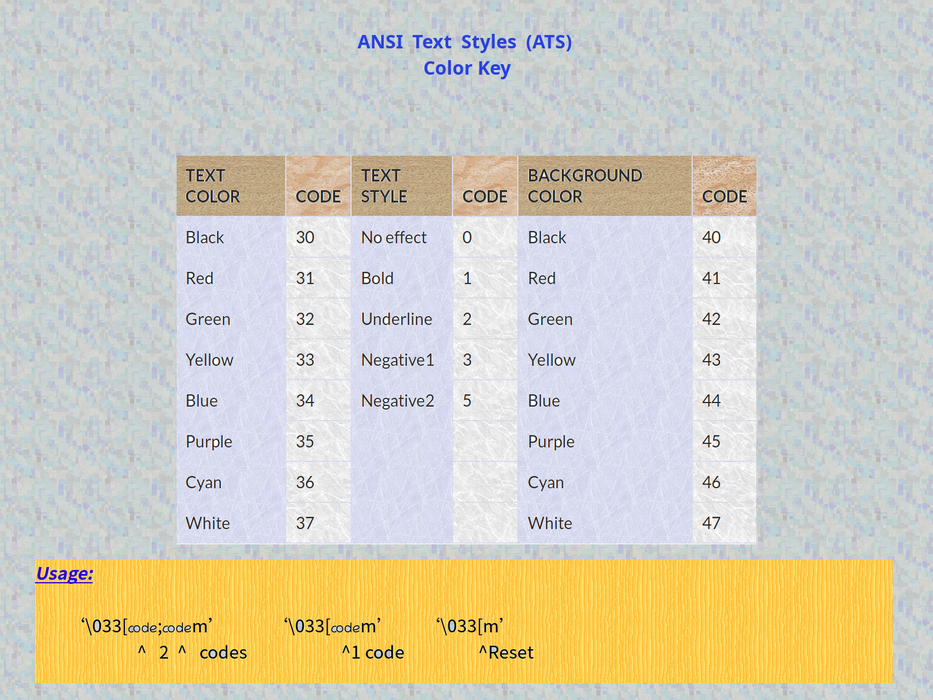 ANSI Text Styles (ATS)
Color Key
TEXT COLOR CODE TEXT STYLE CODE BACKGROUND COLOR CODE
Black 30 No effect 0 Black 40
Red 31 Bold 1 Red 41
Green 32 Underline 2 Green 42
Yellow 33 Negative1 3 Yellow 43
Blue 34 Negative2 5 Blue 44
Purple 35 Purple 45
Cyan 36 Cyan 46
White 37 White 47
Usage:
‘\033[code;codem’ ‘\033[codem’ ‘\033[m’
^ 2 ^ codes ^1 code ^Reset